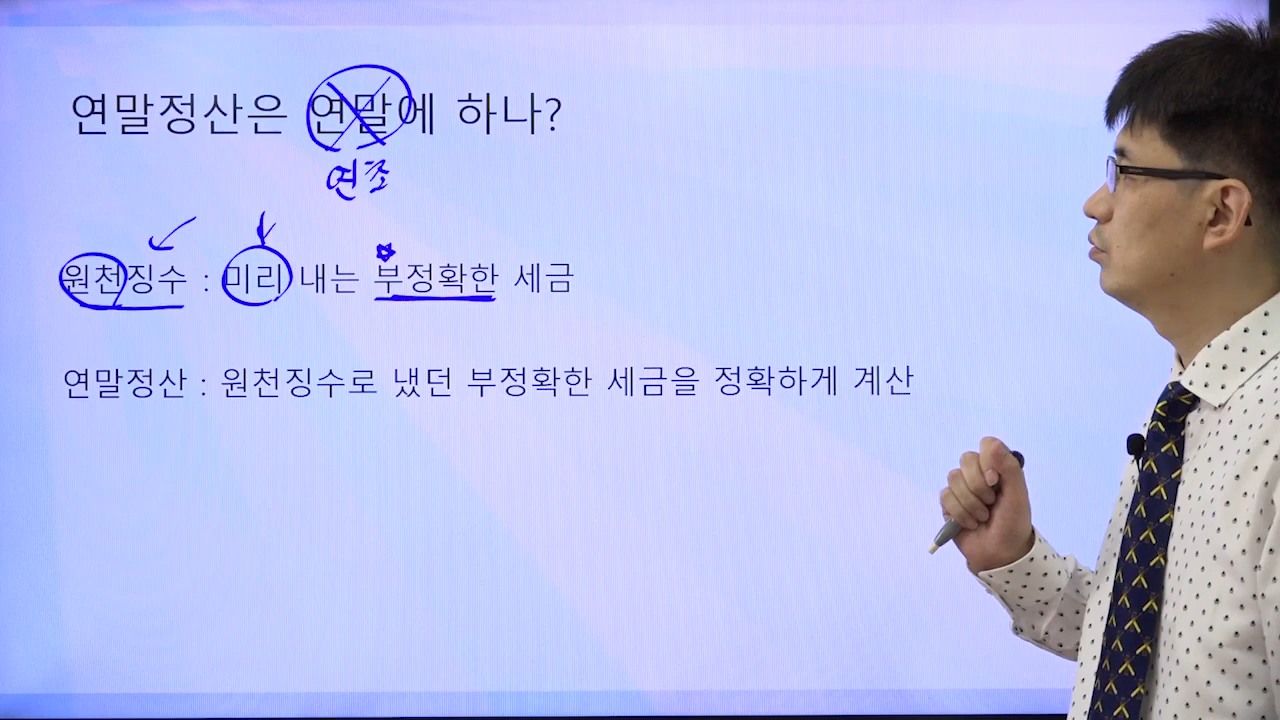 연말정산은 연말에 하나?
연초
원천징수 : 미리 내는 부정확한 세금
연말정산 : 원천징수로 냈던 부정확한 세금을 정확하게 계산